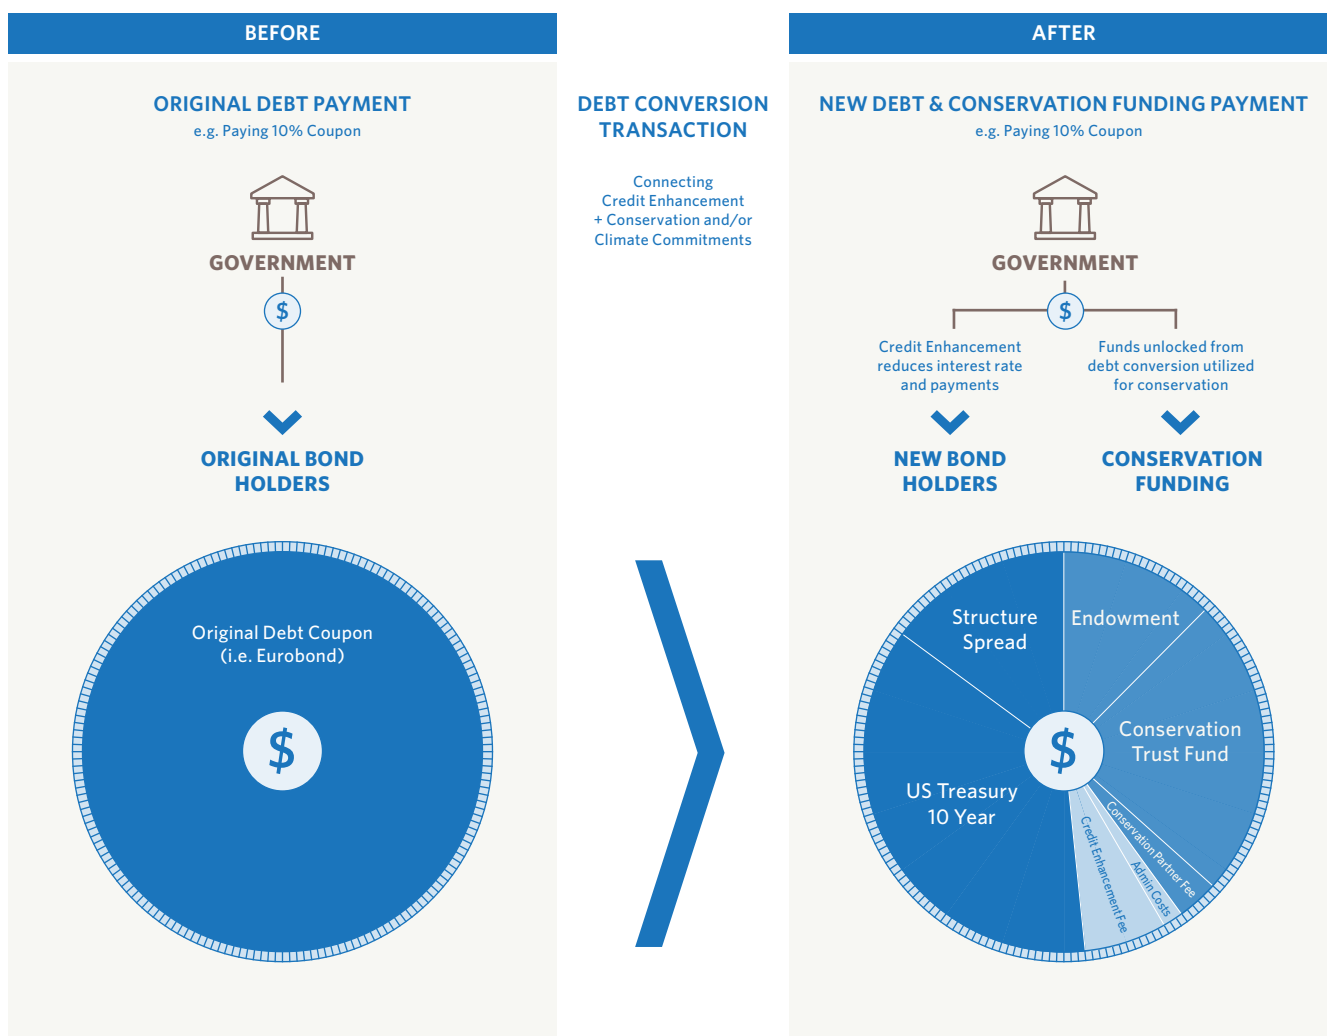 BEFORE
ORIGINAL DEBT PAYMENT
e.g. Paying 10% Coupon
GOVERNMENT
$
ORIGINAL BOND
HOLDERS
Original Debt Coupon
(i.e. Eurobond)
$
DEBT CONVERSION
TRANSACTION
Connecting
Credit Enhancement
+ Conservation and/or
Climate Commitments
AFTER
NEW DEBT & CONSERVATION FUNDING PAYMENT
e.g. Paying 10% Coupon
GOVERNMENT
$
Credit Enhancement
reduces interest rate
and payments
NEW BOND
HOLDERS
Funds unlocked from
debt conversion utilized
for conservation
CONSERVATION
FUNDING
Structure
Spread
Endowment
Conservation
Trust Fund
$
US Treasury
10 Year
Conservation Partner Fee
Admin Costs
Credit Enhancement Fee